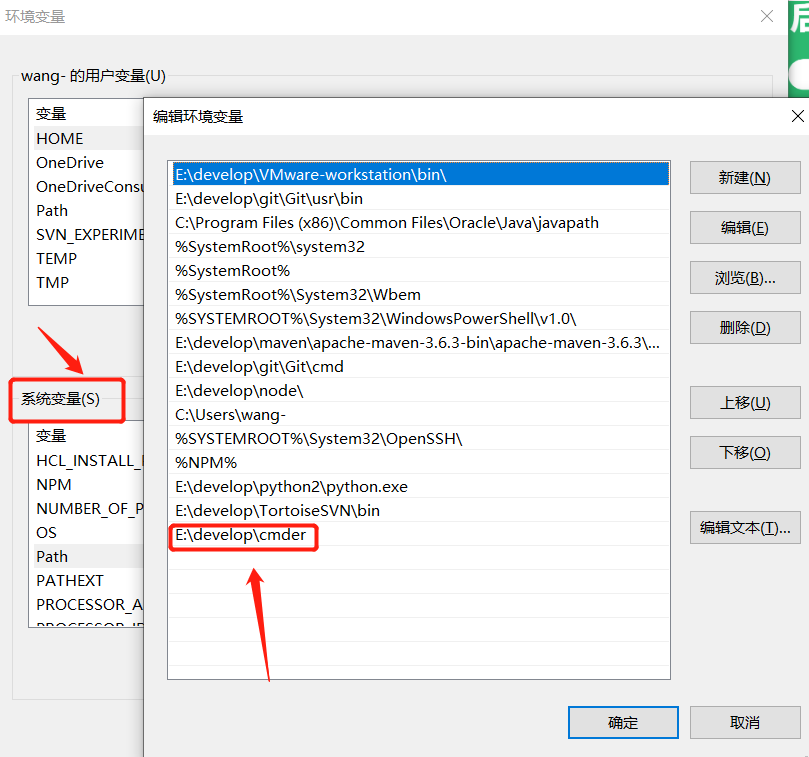 环境变量
后
wang- 的用户变量(U)
变量
HOME
OneDrive
OneDriveConsu
Path
SVN_EXPERIME
TEMP
TMP
系统变量(S)
变量
HCL_INSTALL_
NPM
NUMBER_OF_P
OS
Path
PATHEXT
PROCESSOR_A
编辑环境变量
E:\develop\VMware-workstation\bin\
E:\develop\git\Git\usr\bin
C:\Program Files (x86)\Common Files\Oracle\Java\javapath
%SystemRoot%\system32
%SystemRoot%
%SystemRoot%\System32\Wbem
%SYSTEMROOT%\System32\WindowsPowerShell\v1.0\
E:\develop\maven\apache-maven-3.6.3-bin\apache-maven-3.6.3\...
E:\develop\git\Git\cmd
E:\develop\node\
C:\Users\wang-
%SYSTEMROOT%\System32\OpenSSH\
%NPM%
E:\develop\python2\python.exe
E:\develop\TortoiseSVN\bin
E:\develop\cmder
新建(N)
编辑(E)
浏览(B)...
删除(D)
上移(U)
下移(O)
编辑文本(T)...
确定
取消